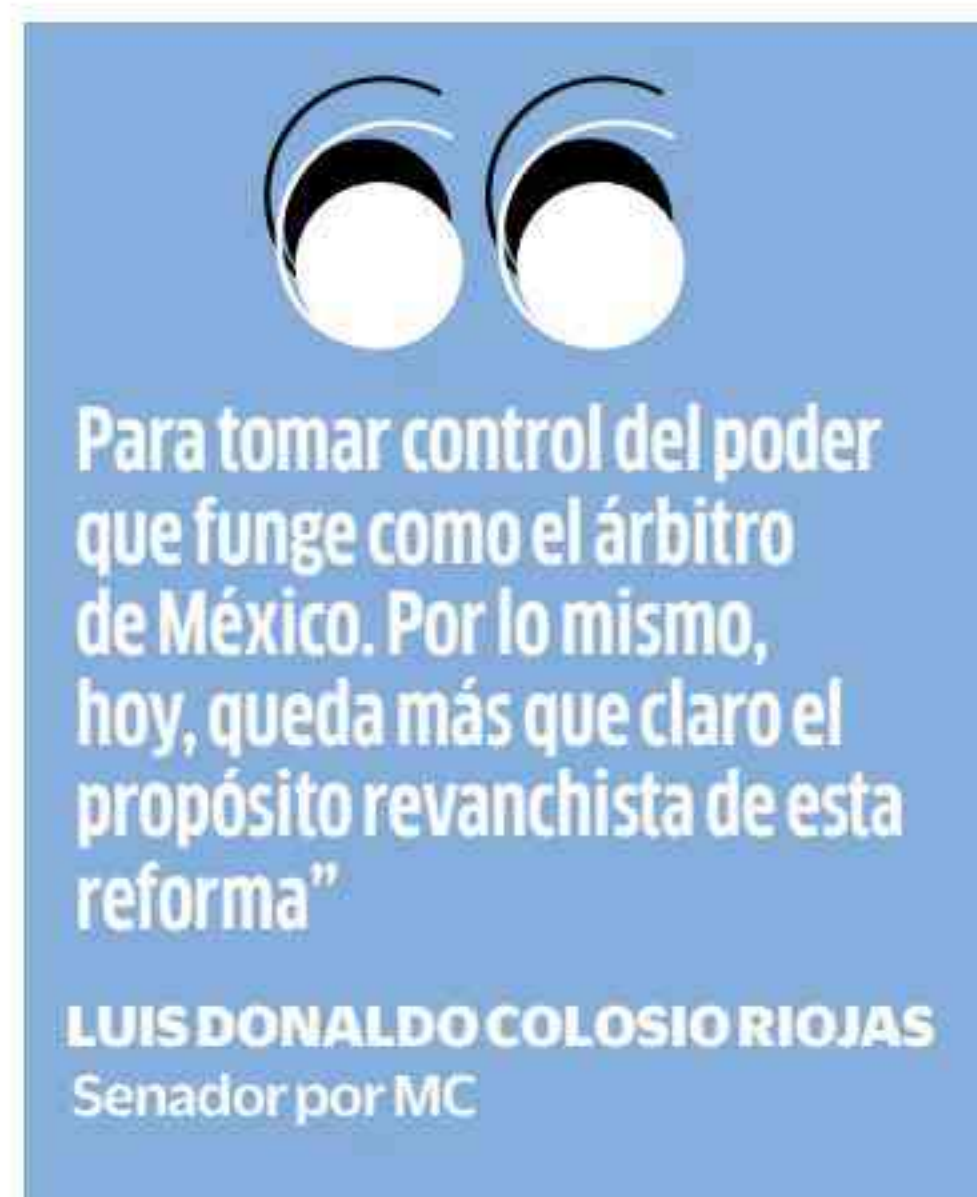 Para tomar control del poder
que funge como el árbitro
de México. Por lo mismo,
hoy, queda más que claro el
propósito revanchista de esta
reforma”
LUIS DONALDO COLOSIO RIOJAS
Senador por MC